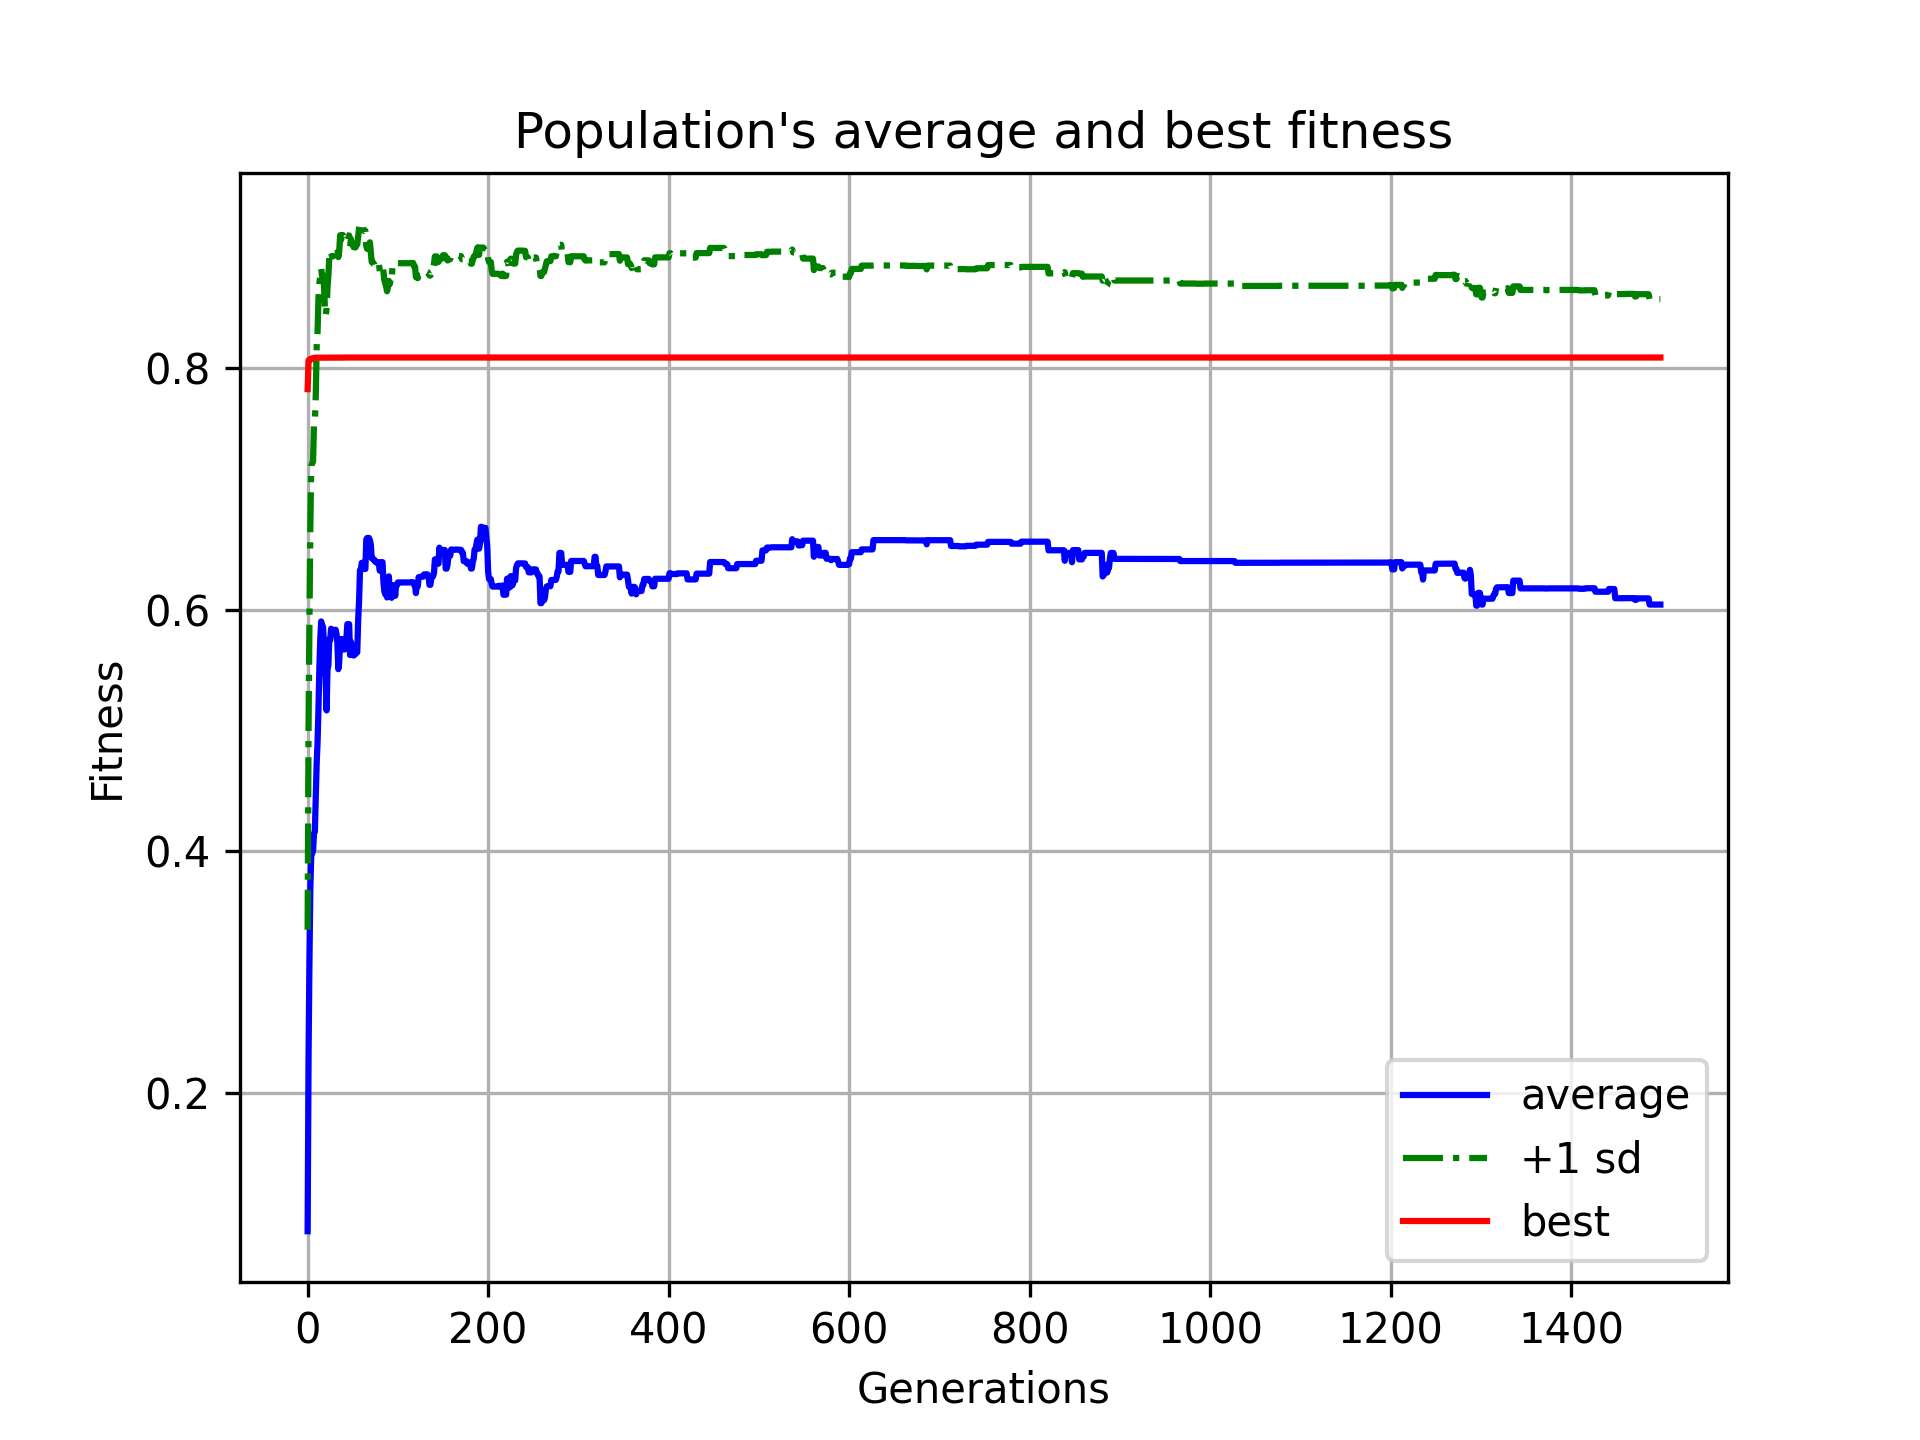 Population's average and best fitness
0.8
0.6
0.4
0.2
Fitness
average
+1 sd
best
0 200 400 600 800 1000 1200 1400
Generations